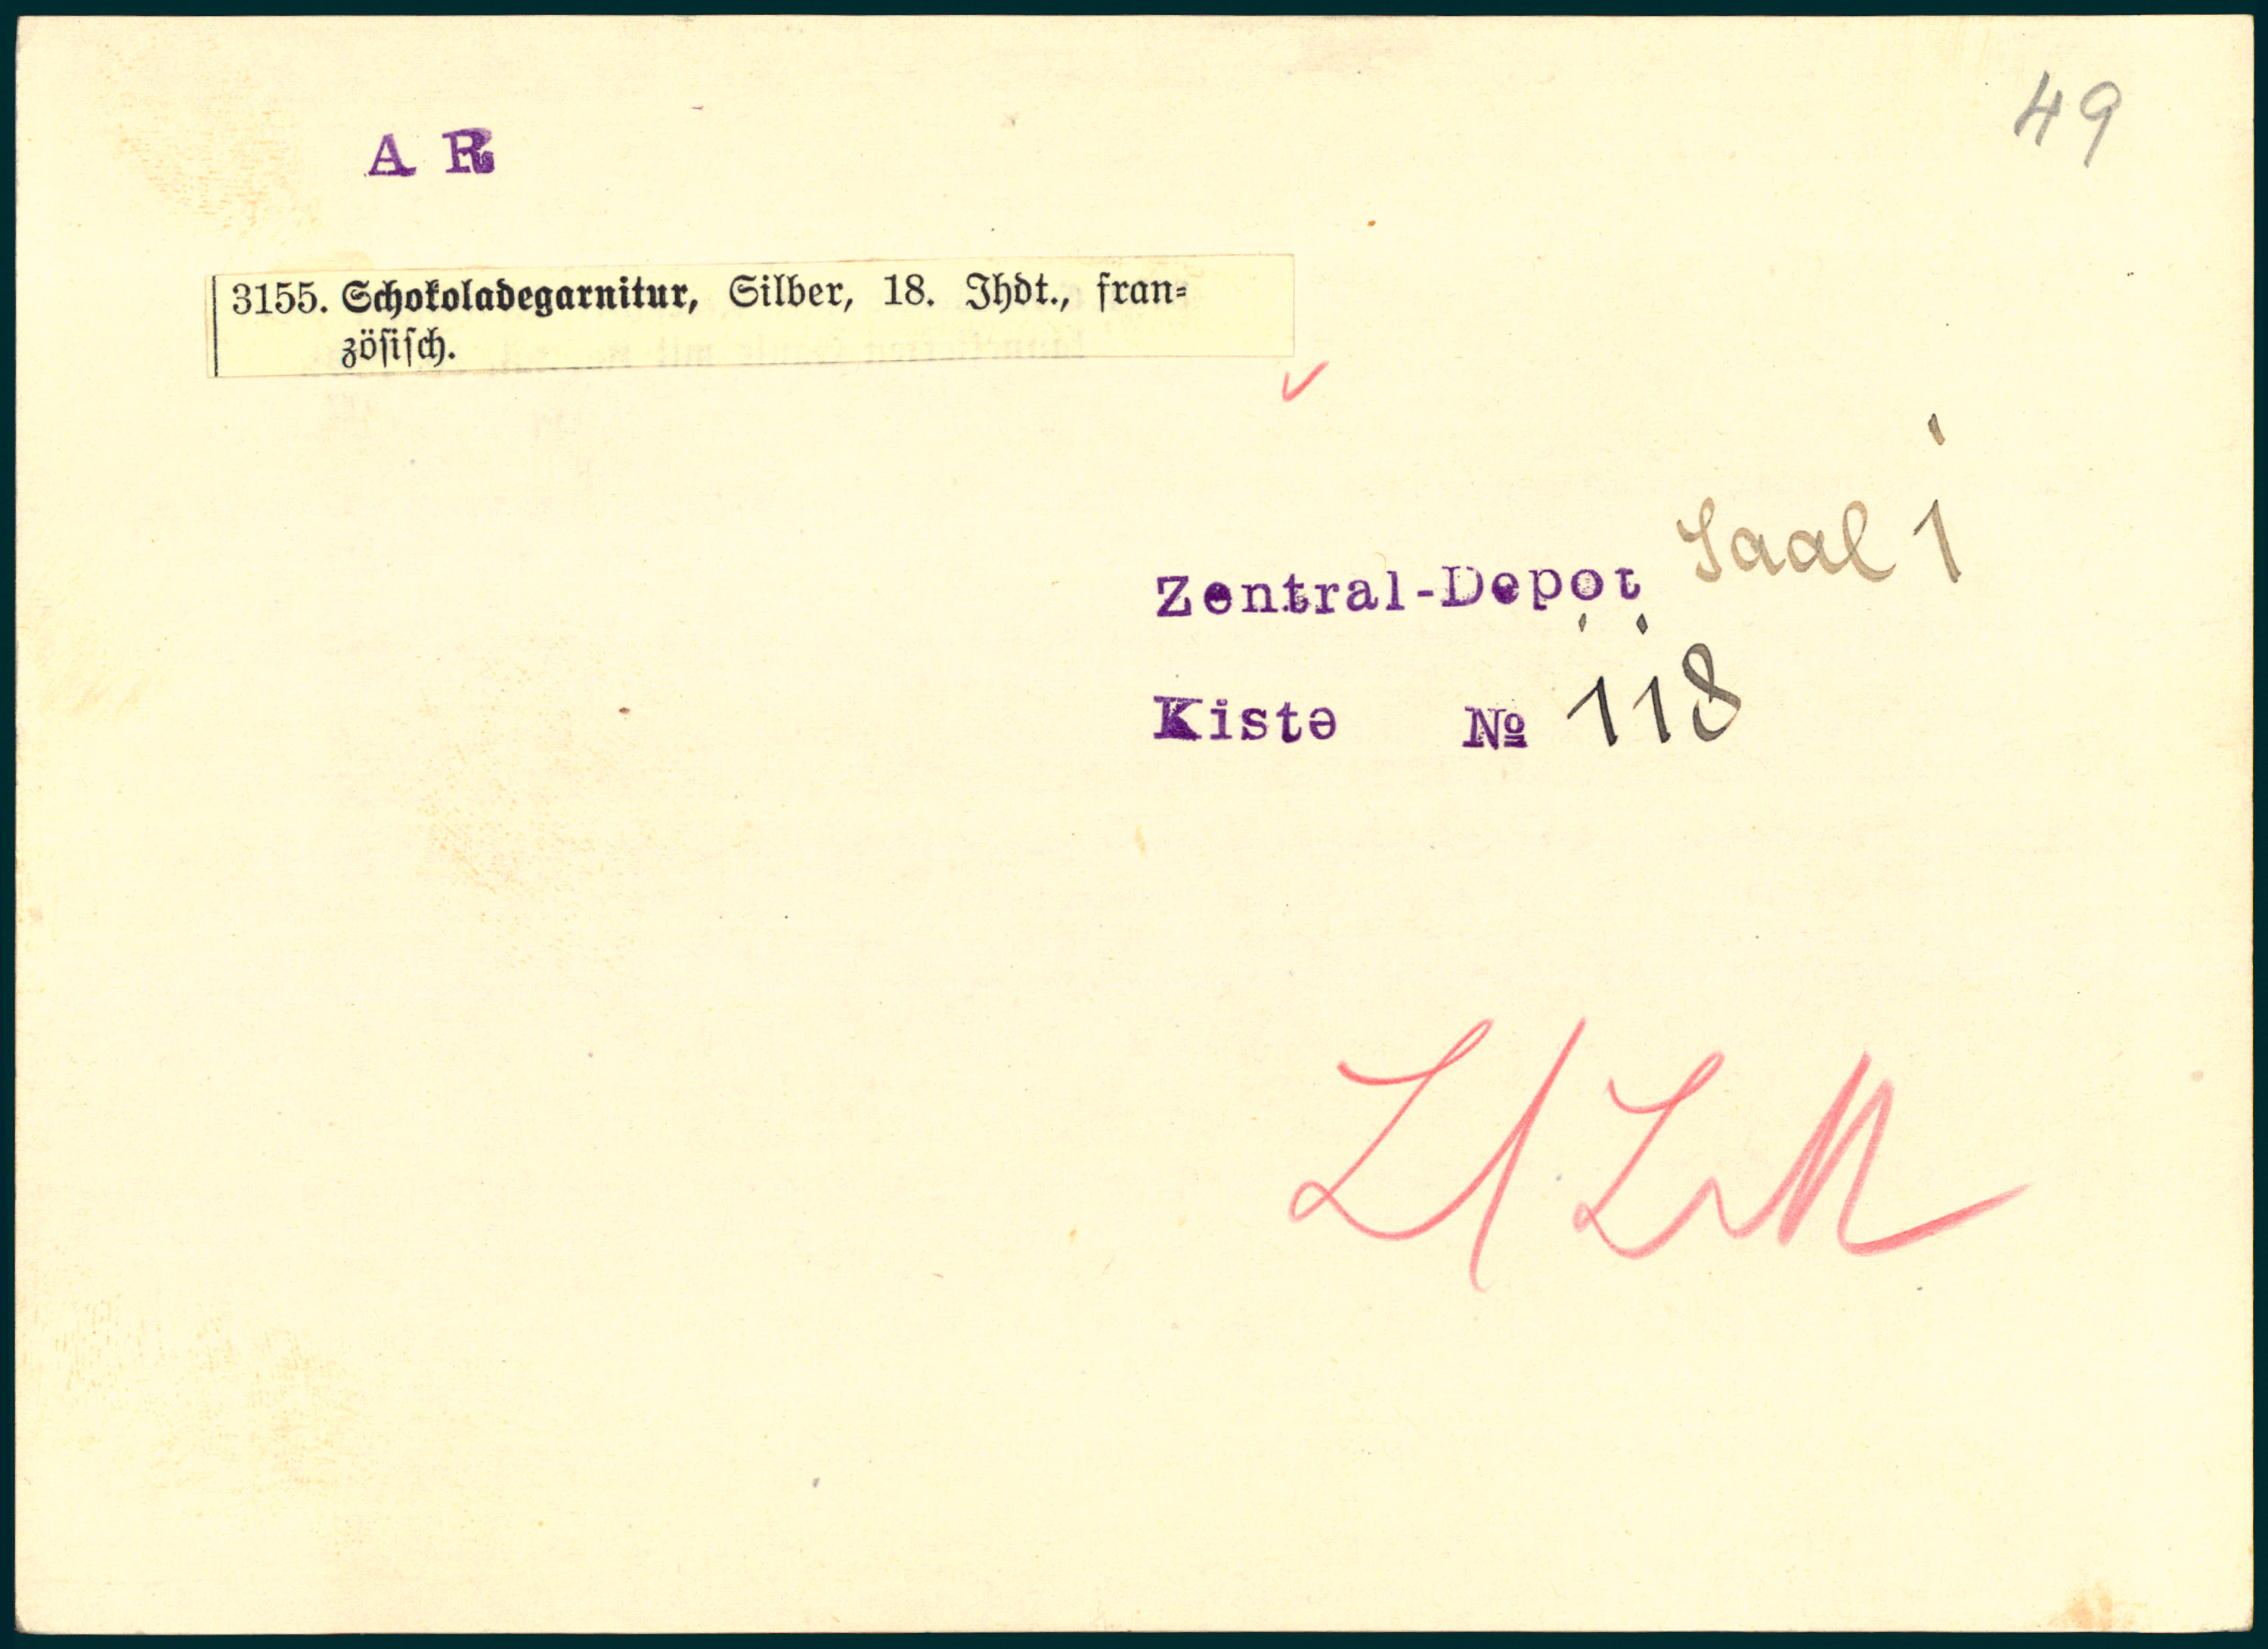 49
A R
3155. Schokoladegarnitur, Silber, 18. Jhdt., fran-
zösisch.
Zentral-Depot Saal 1
Kiste № 118